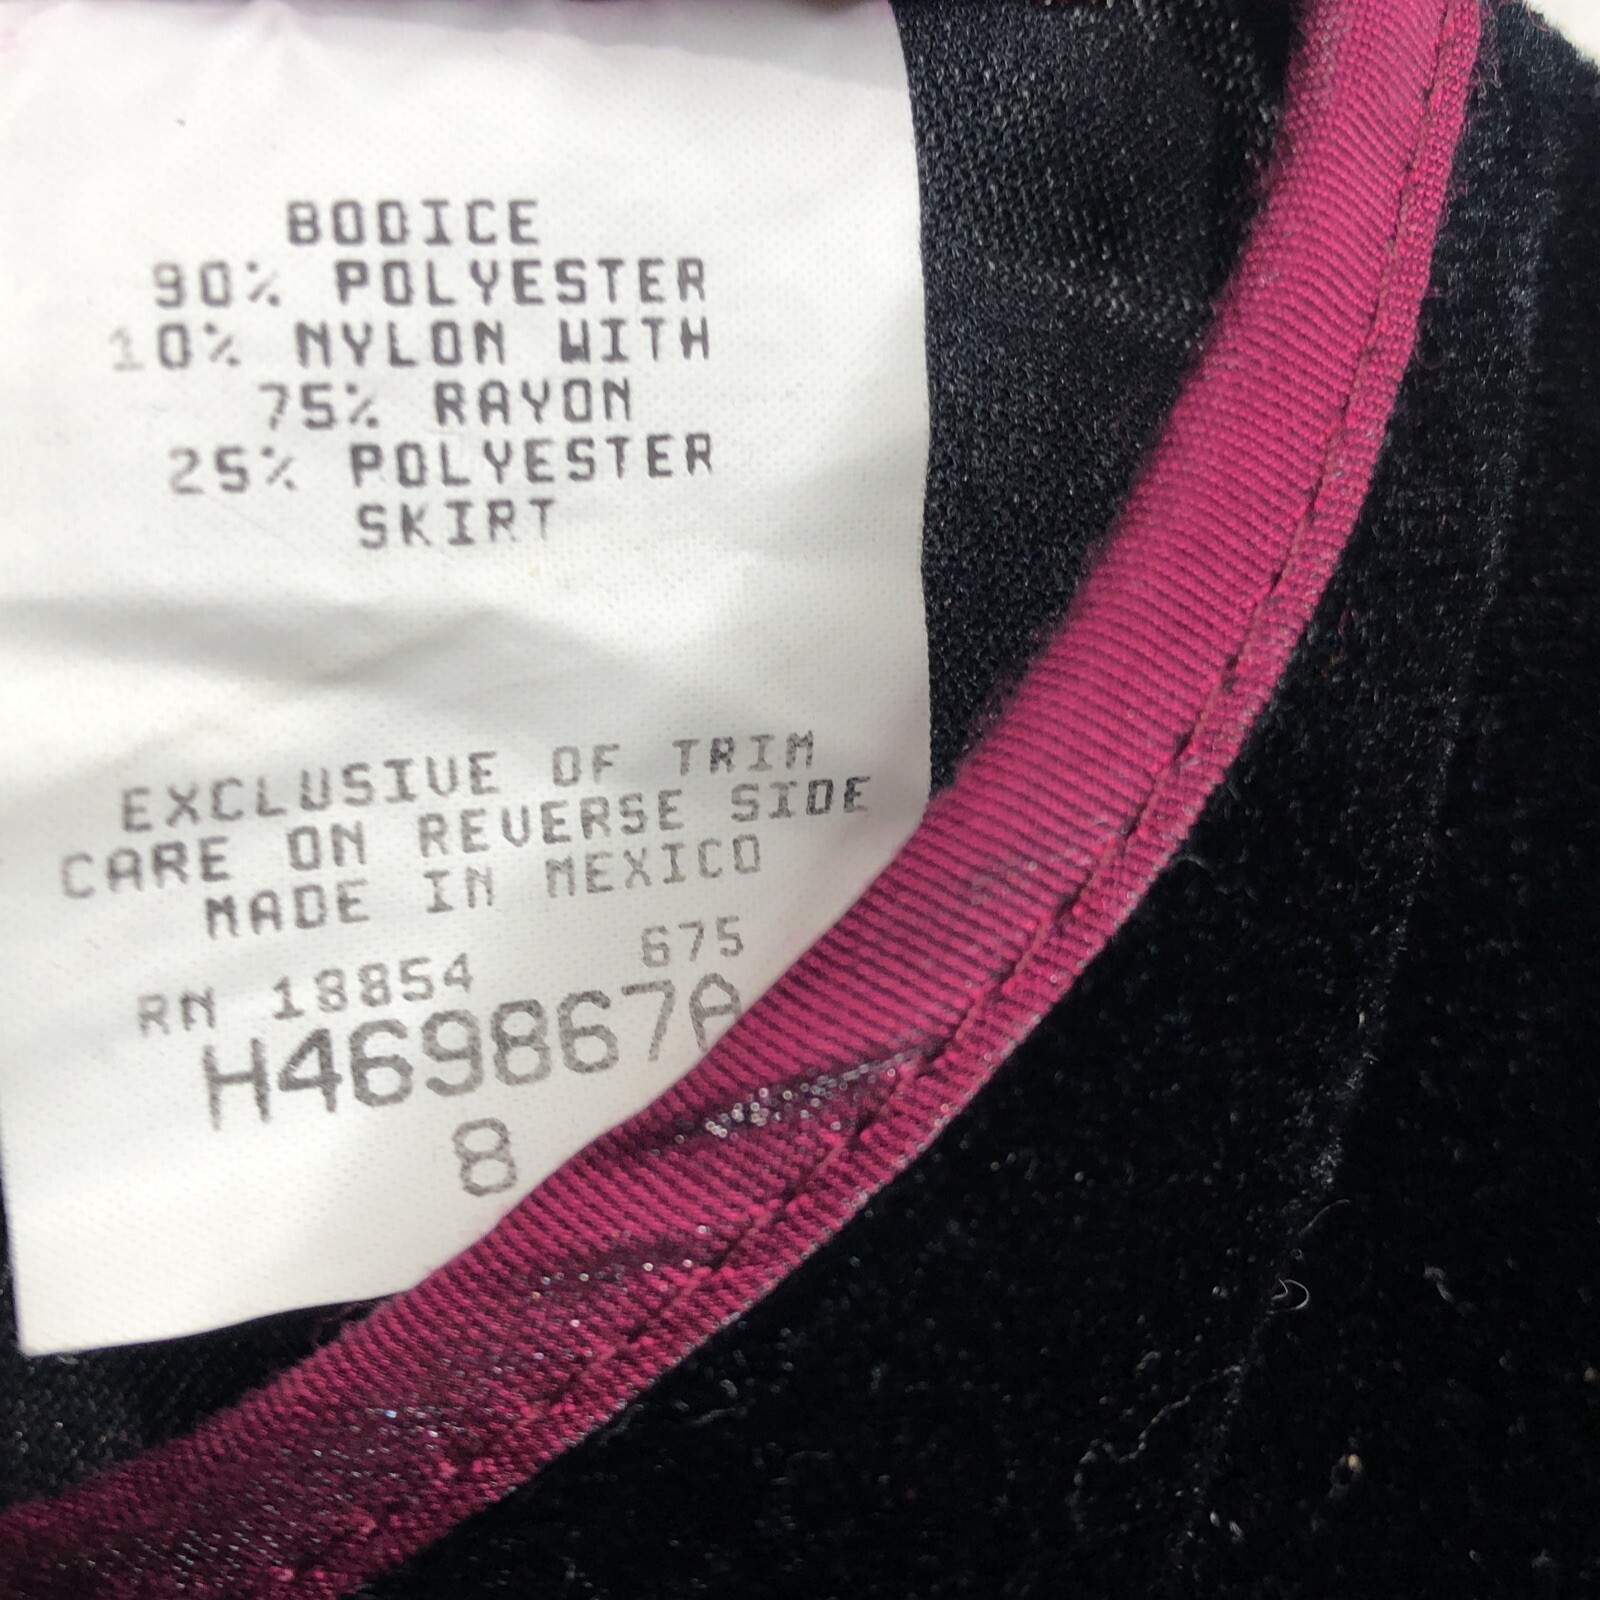 BODICE
90% POLYESTER
10% NYLON WITH
75% RAYON
25% POLYESTER
SKIRT
EXCLUSIVE OF TRIM
CARE ON REVERSE SIDE
MADE IN MEXICO
RN 18854 675
H469867A
8